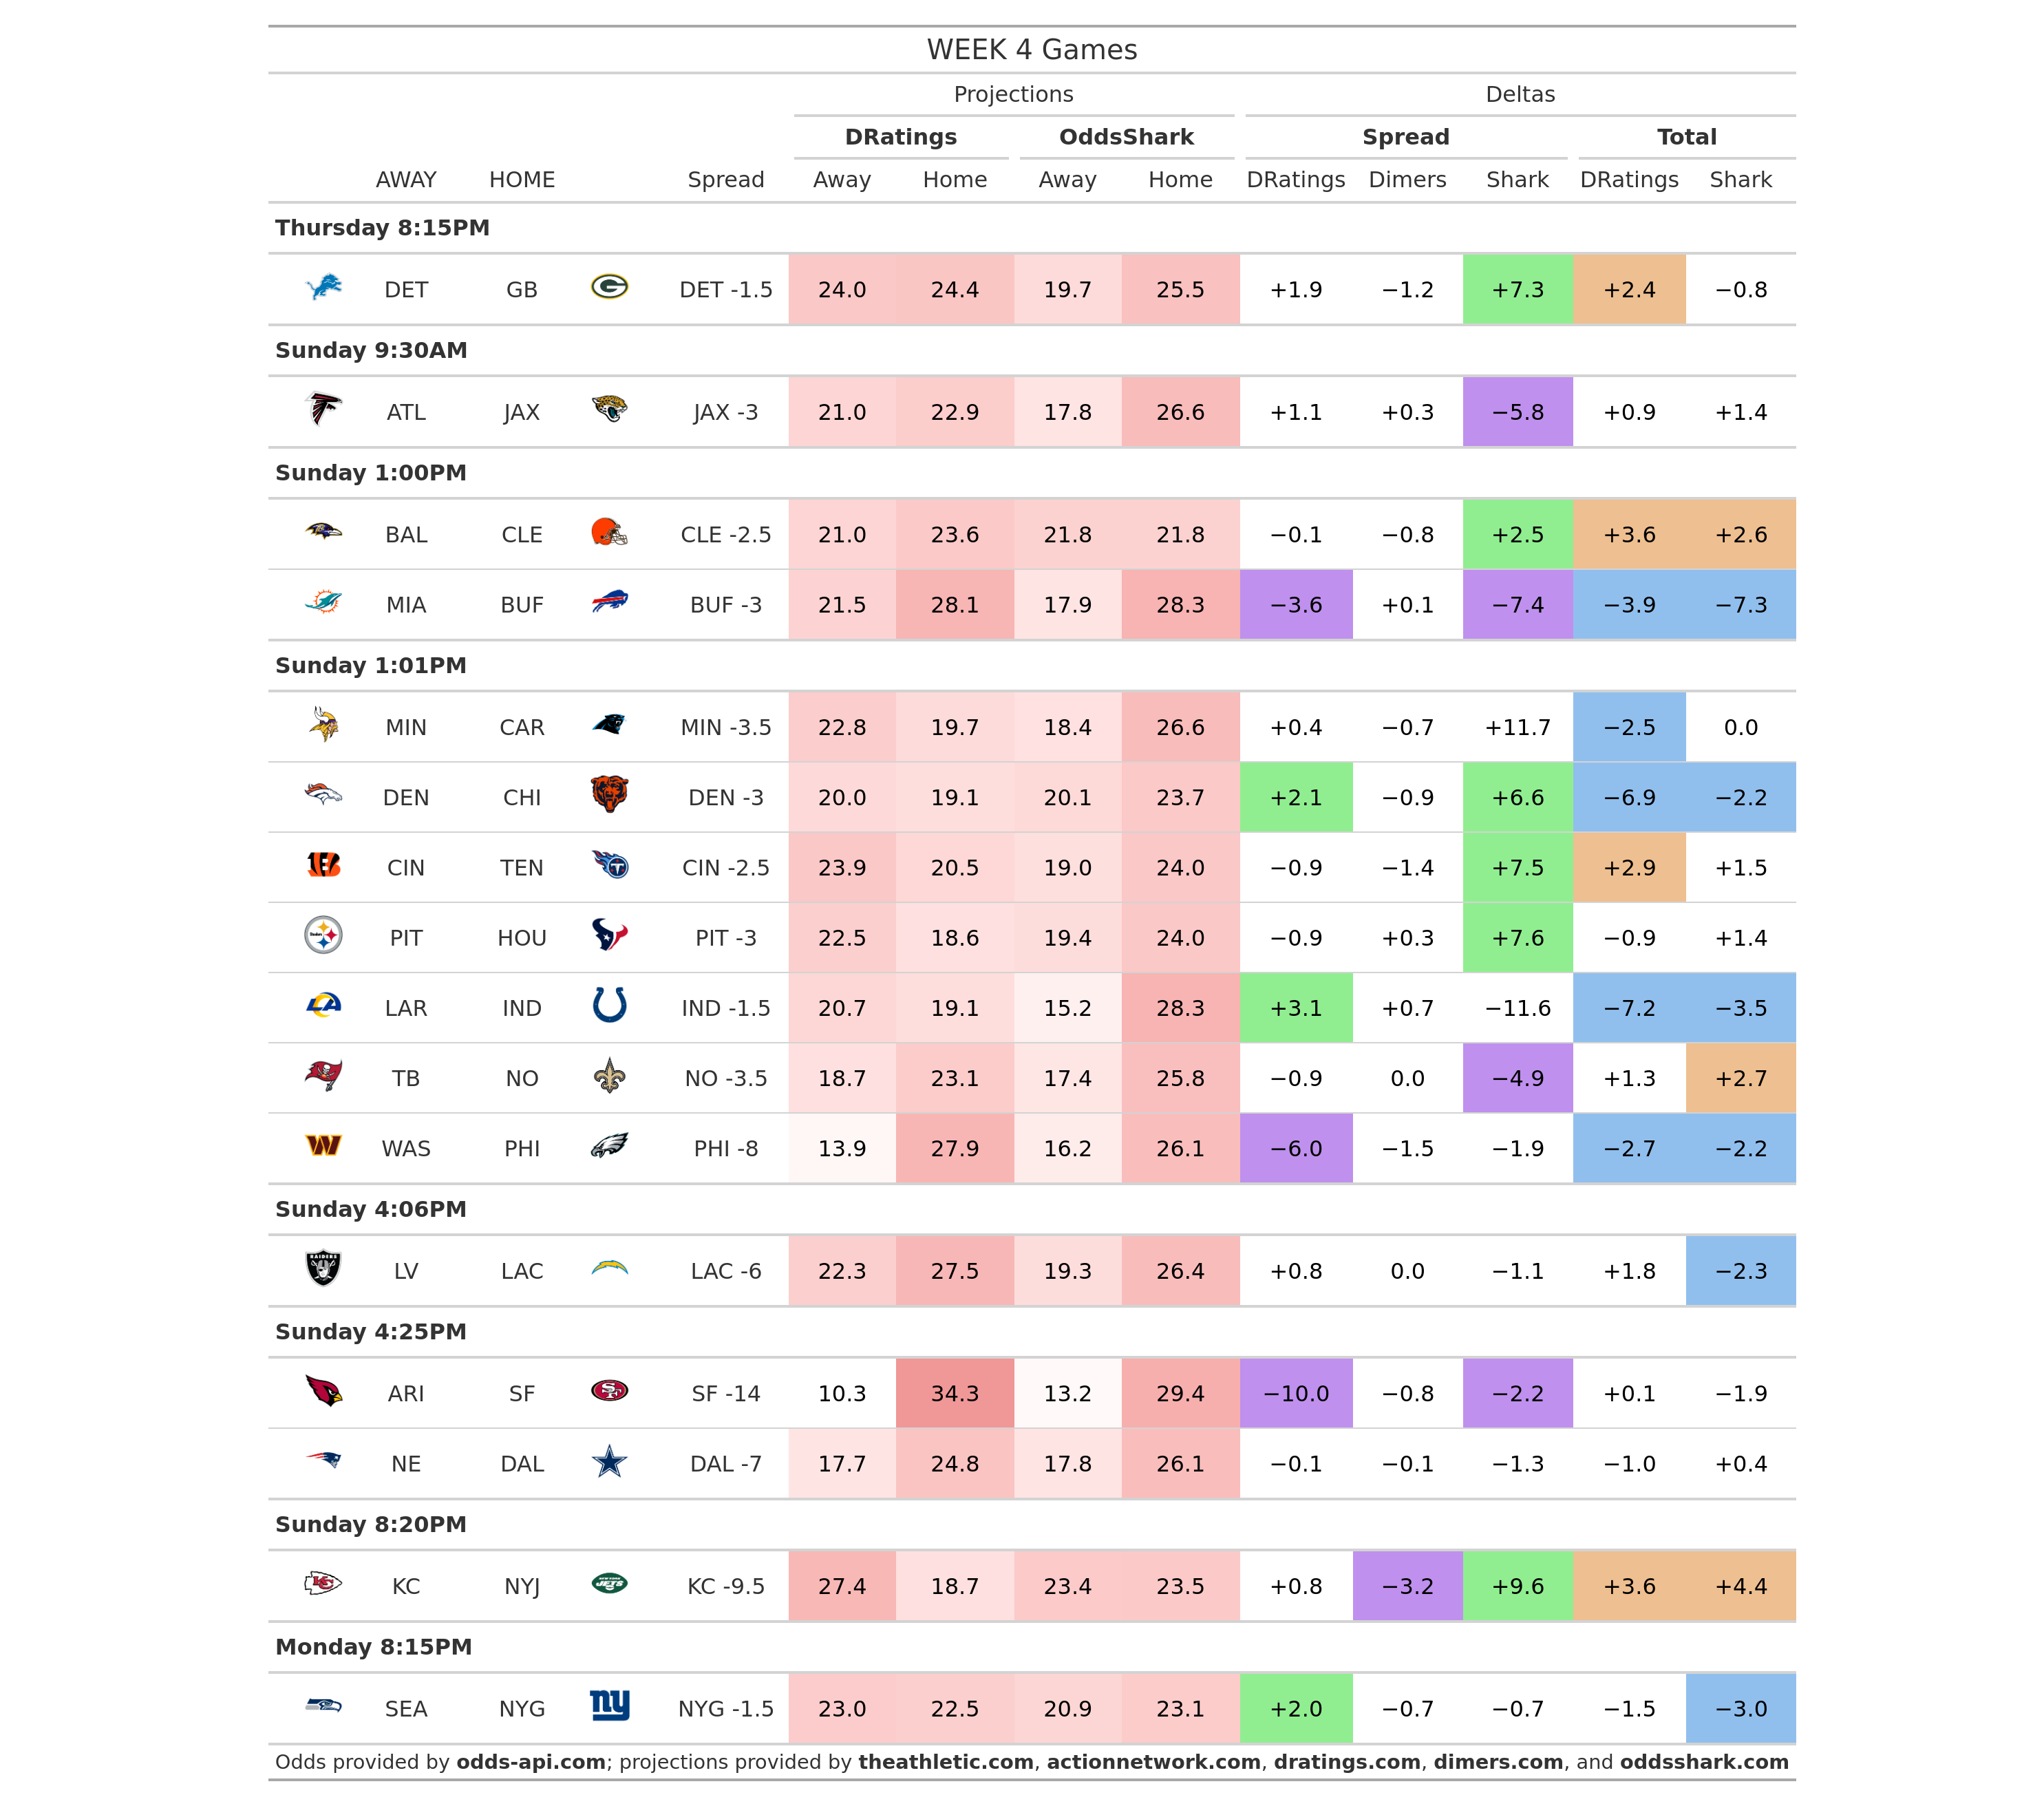 WEEK 4 Games
Projections Deltas
DRatings OddsShark Spread Total
AWAY HOME Spread Away Home Away Home DRatings Dimers Shark DRatings Shark
Thursday 8:15PM
DET GB DET -1.5 24.0 24.4 19.7 25.5 +1.9 −1.2 +7.3 +2.4 −0.8
Sunday 9:30AM
ATL JAX JAX -3 21.0 22.9 17.8 26.6 +1.1 +0.3 −5.8 +0.9 +1.4
Sunday 1:00PM
BAL CLE CLE -2.5 21.0 23.6 21.8 21.8 −0.1 −0.8 +2.5 +3.6 +2.6
MIA BUF BUF -3 21.5 28.1 17.9 28.3 −3.6 +0.1 −7.4 −3.9 −7.3
Sunday 1:01PM
MIN CAR MIN -3.5 22.8 19.7 18.4 26.6 +0.4 −0.7 +11.7 −2.5 0.0
DEN CHI DEN -3 20.0 19.1 20.1 23.7 +2.1 −0.9 +6.6 −6.9 −2.2
CIN TEN CIN -2.5 23.9 20.5 19.0 24.0 −0.9 −1.4 +7.5 +2.9 +1.5
PIT HOU PIT -3 22.5 18.6 19.4 24.0 −0.9 +0.3 +7.6 −0.9 +1.4
LAR IND IND -1.5 20.7 19.1 15.2 28.3 +3.1 +0.7 −11.6 −7.2 −3.5
TB NO NO -3.5 18.7 23.1 17.4 25.8 −0.9 0.0 −4.9 +1.3 +2.7
WAS PHI PHI -8 13.9 27.9 16.2 26.1 −6.0 −1.5 −1.9 −2.7 −2.2
Sunday 4:06PM
LV LAC LAC -6 22.3 27.5 19.3 26.4 +0.8 0.0 −1.1 +1.8 −2.3
Sunday 4:25PM
ARI SF SF -14 10.3 34.3 13.2 29.4 −10.0 −0.8 −2.2 +0.1 −1.9
NE DAL DAL -7 17.7 24.8 17.8 26.1 −0.1 −0.1 −1.3 −1.0 +0.4
Sunday 8:20PM
KC NYJ KC -9.5 27.4 18.7 23.4 23.5 +0.8 −3.2 +9.6 +3.6 +4.4
Monday 8:15PM
SEA NYG NYG -1.5 23.0 22.5 20.9 23.1 +2.0 −0.7 −0.7 −1.5 −3.0
Odds provided by odds-api.com; projections provided by theathletic.com, actionnetwork.com, dratings.com, dimers.com, and oddsshark.com